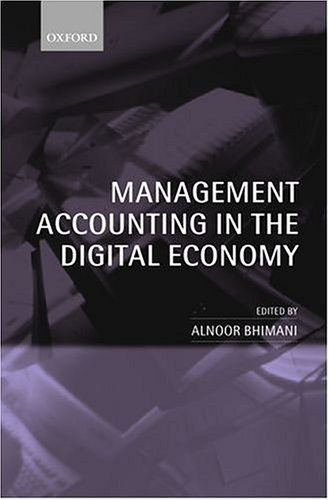 OXFORD
MANAGEMENT
ACCOUNTING IN THE
DIGITAL ECONOMY
EDITED BY
ALNOOR BHIMANI